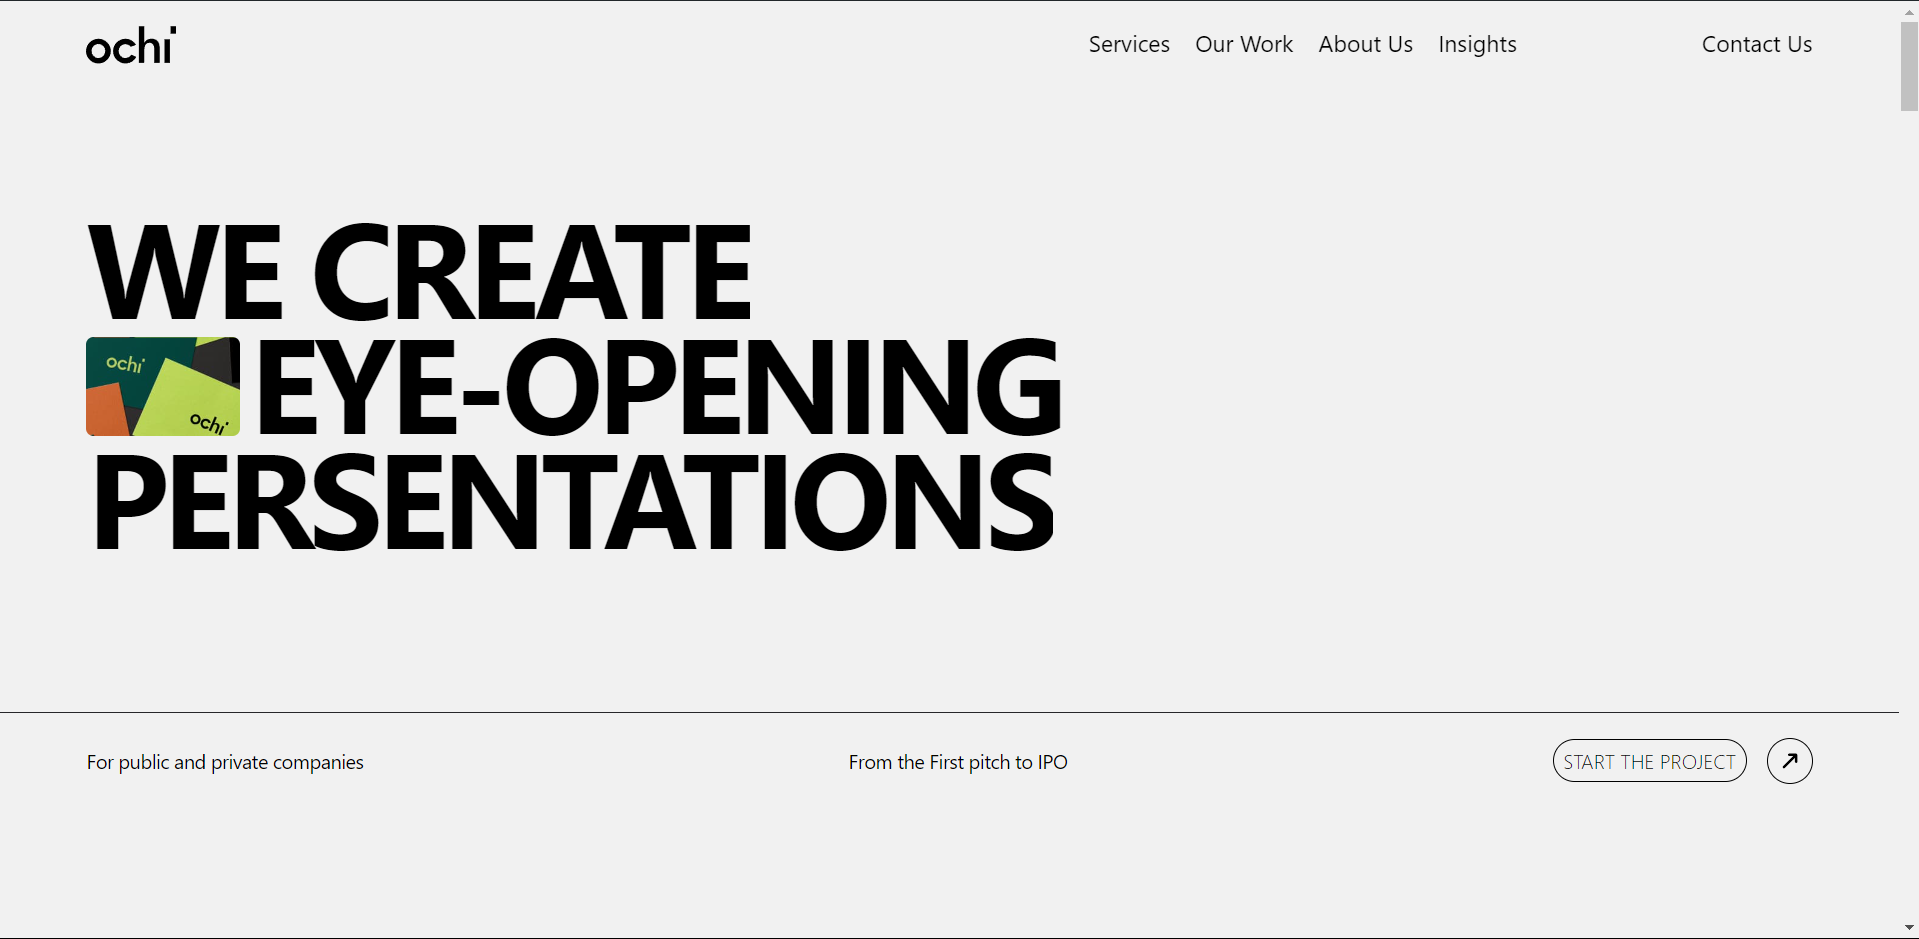 ochi
Services Our Work About Us Insights Contact Us
WE CREATE
ochi
ochi
EYE-OPENING
PERSENTATIONS
For public and private companies
From the First pitch to IPO
START THE PROJECT